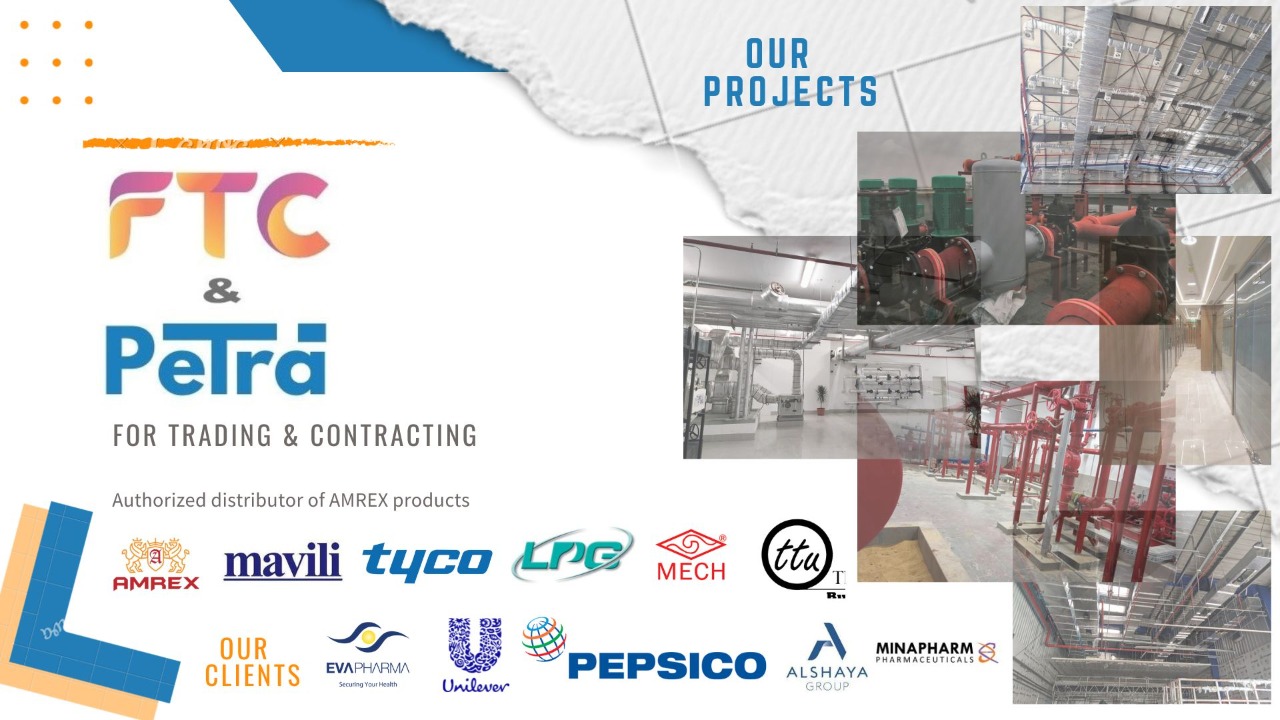 OUR
PROJECTS
FTC
&
PeTra
FOR TRADING & CONTRACTING
Authorized distributor of AMREX products
A
AMREX
mavili
tyco
LPG
MECH
®
ttu
OUR
CLIENTS
EVAPHARMA
Securing Your Health
Unilever
PEPSICO
ALSHAYA
GROUP
MINAPHARM
PHARMACEUTICALS